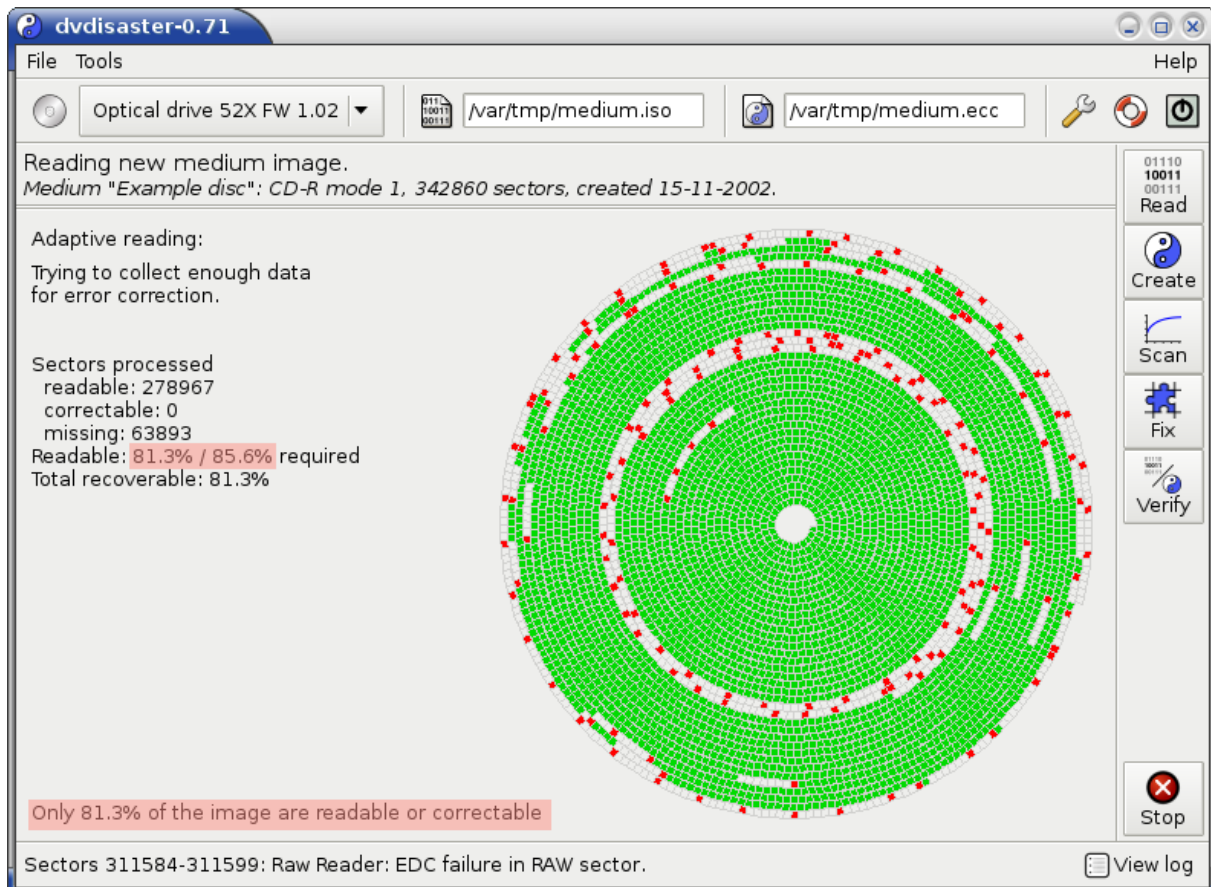 dvdisaster-0.71
File Tools Help
Optical drive 52X FW 1.02 /var/tmp/medium.iso /var/tmp/medium.ecc
Reading new medium image.
Medium "Example disc": CD-R mode 1, 342860 sectors, created 15-11-2002.
Adaptive reading:
Trying to collect enough data
for error correction.
Sectors processed
readable: 278967
correctable: 0
missing: 63893
Readable: 81.3% / 85.6% required
Total recoverable: 81.3%
Only 81.3% of the image are readable or correctable
01110
10011
00111
Read
Create
Scan
Fix
Verify
Stop
Sectors 311584-311599: Raw Reader: EDC failure in RAW sector.
View log